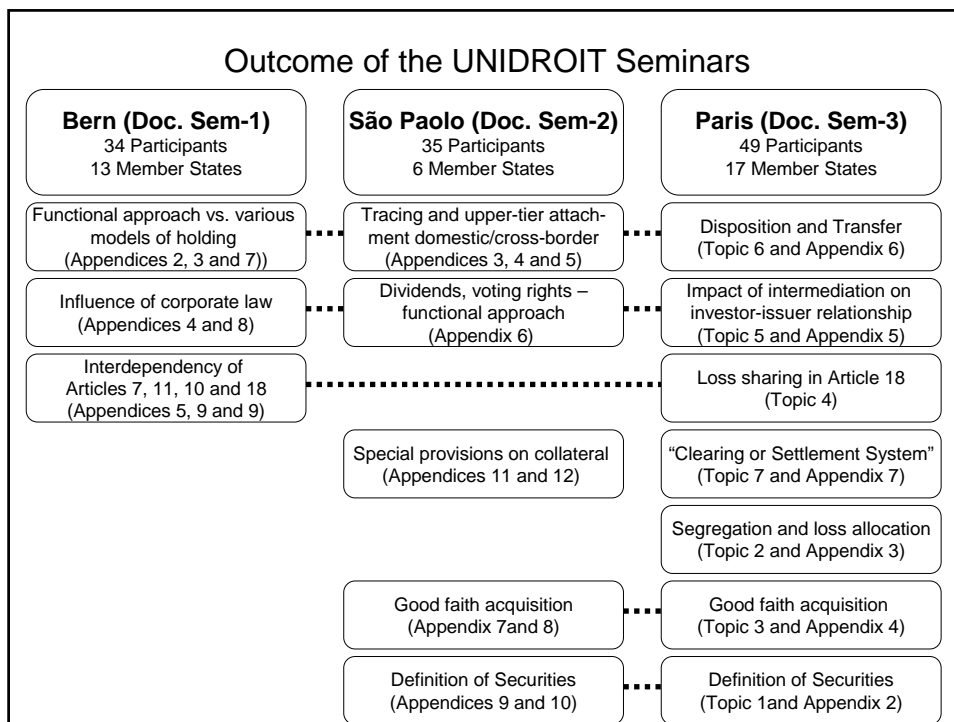 Outcome of the UNIDROIT Seminars
Bern (Doc. Sem-1)
34 Participants
13 Member States
São Paolo (Doc. Sem-2)
35 Participants
6 Member States
Paris (Doc. Sem-3)
49 Participants
17 Member States
Functional approach vs. various
models of holding
(Appendices 2, 3 and 7))
Tracing and upper-tier attach-
ment domestic/cross-border
(Appendices 3, 4 and 5)
Disposition and Transfer
(Topic 6 and Appendix 6)
Influence of corporate law
(Appendices 4 and 8)
Dividends, voting rights –
functional approach
(Appendix 6)
Impact of intermediation on
investor-issuer relationship
(Topic 5 and Appendix 5)
Interdependency of
Articles 7, 11, 10 and 18
(Appendices 5, 9 and 9)
Loss sharing in Article 18
(Topic 4)
Special provisions on collateral
(Appendices 11 and 12)
“Clearing or Settlement System”
(Topic 7 and Appendix 7)
Segregation and loss allocation
(Topic 2 and Appendix 3)
Good faith acquisition
(Appendix 7and 8)
Good faith acquisition
(Topic 3 and Appendix 4)
Definition of Securities
(Appendices 9 and 10)
Definition of Securities
(Topic 1and Appendix 2)